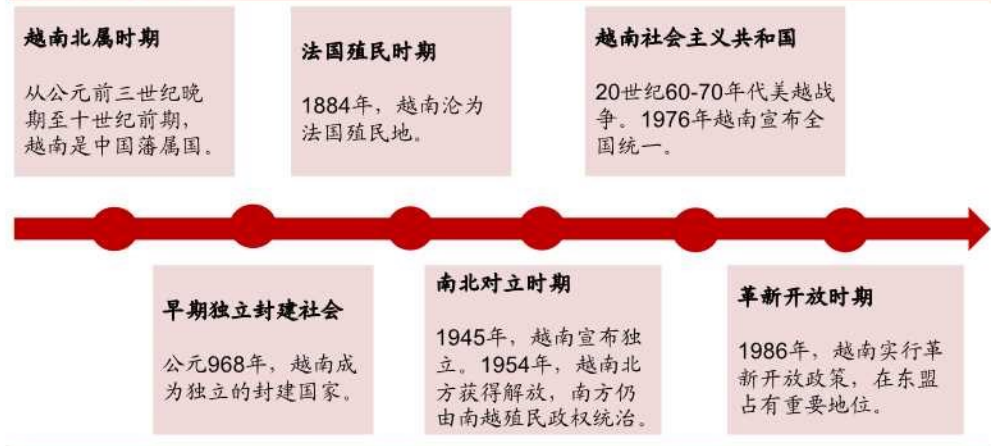 越南北属时期
从公元前三世纪晚
期至十世纪前期，
越南是中国藩属国。
法国殖民时期
1884年，越南沦为
法国殖民地。
越南社会主义共和国
20世纪60-70年代美越战
争。1976年越南宣布全
国统一。
早期独立封建社会
公元968年，越南成
为独立的封建国家。
南北对立时期
1945年，越南宣布独
立。1954年，越南北
方获得解放，南方仍
由南越殖民政权统治。
革新开放时期
1986年，越南实行革
新开放政策，在东盟
占有重要地位。